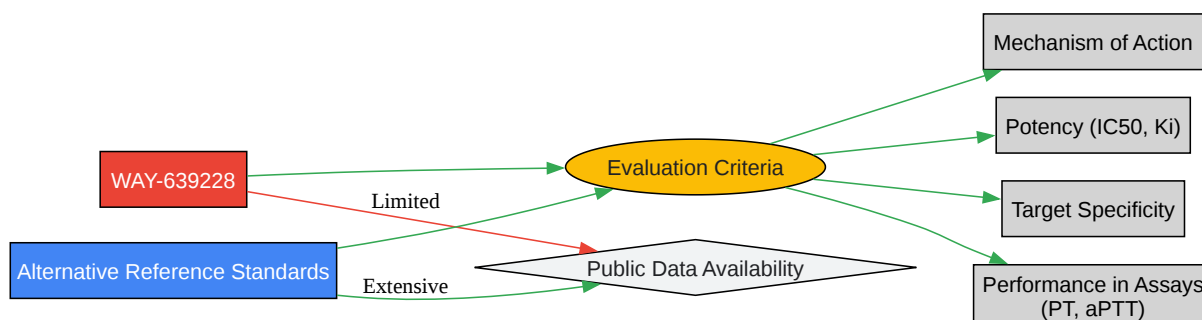 Mechanism of Action
Potency (IC50, Ki)
WAY-639228
Evaluation Criteria
Limited
Target Specificity
Alternative Reference Standards
Public Data Availability
Extensive
Performance in Assays
(PT, aPTT)